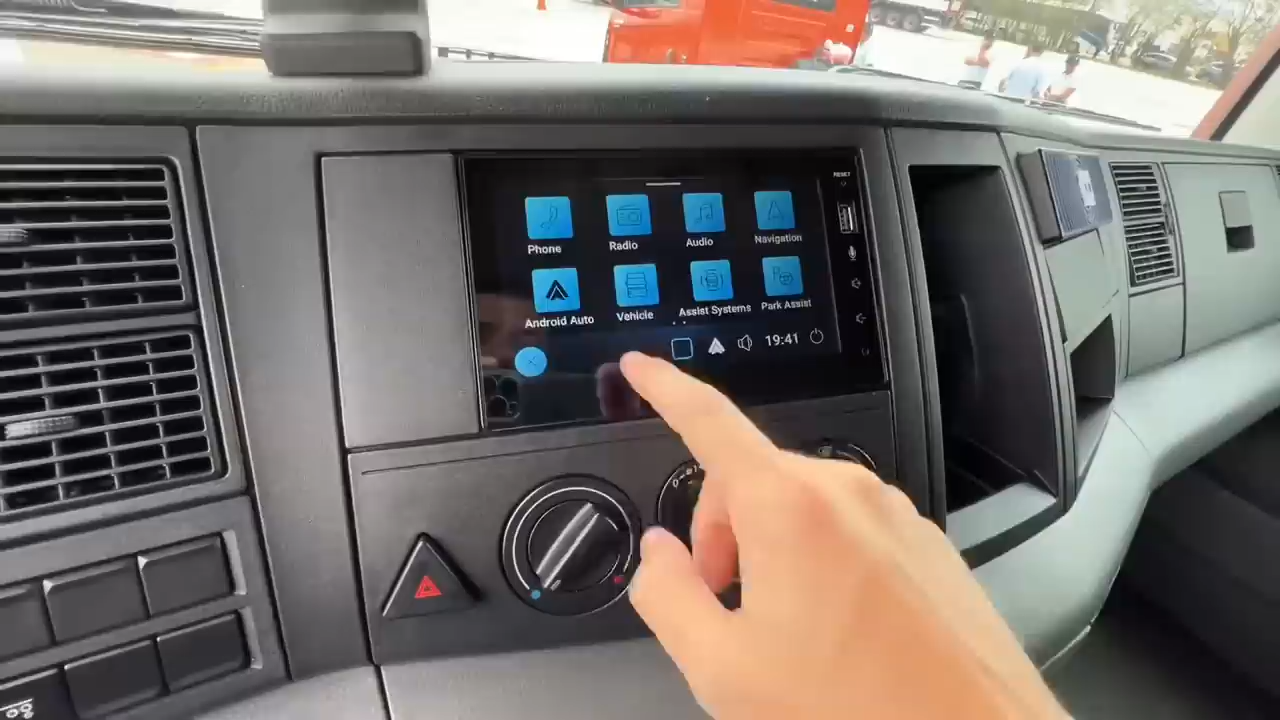 RESET
Phone
Radio
Audio
Navigation
Android Auto
Vehicle
Assist Systems
Park Assist
19:41